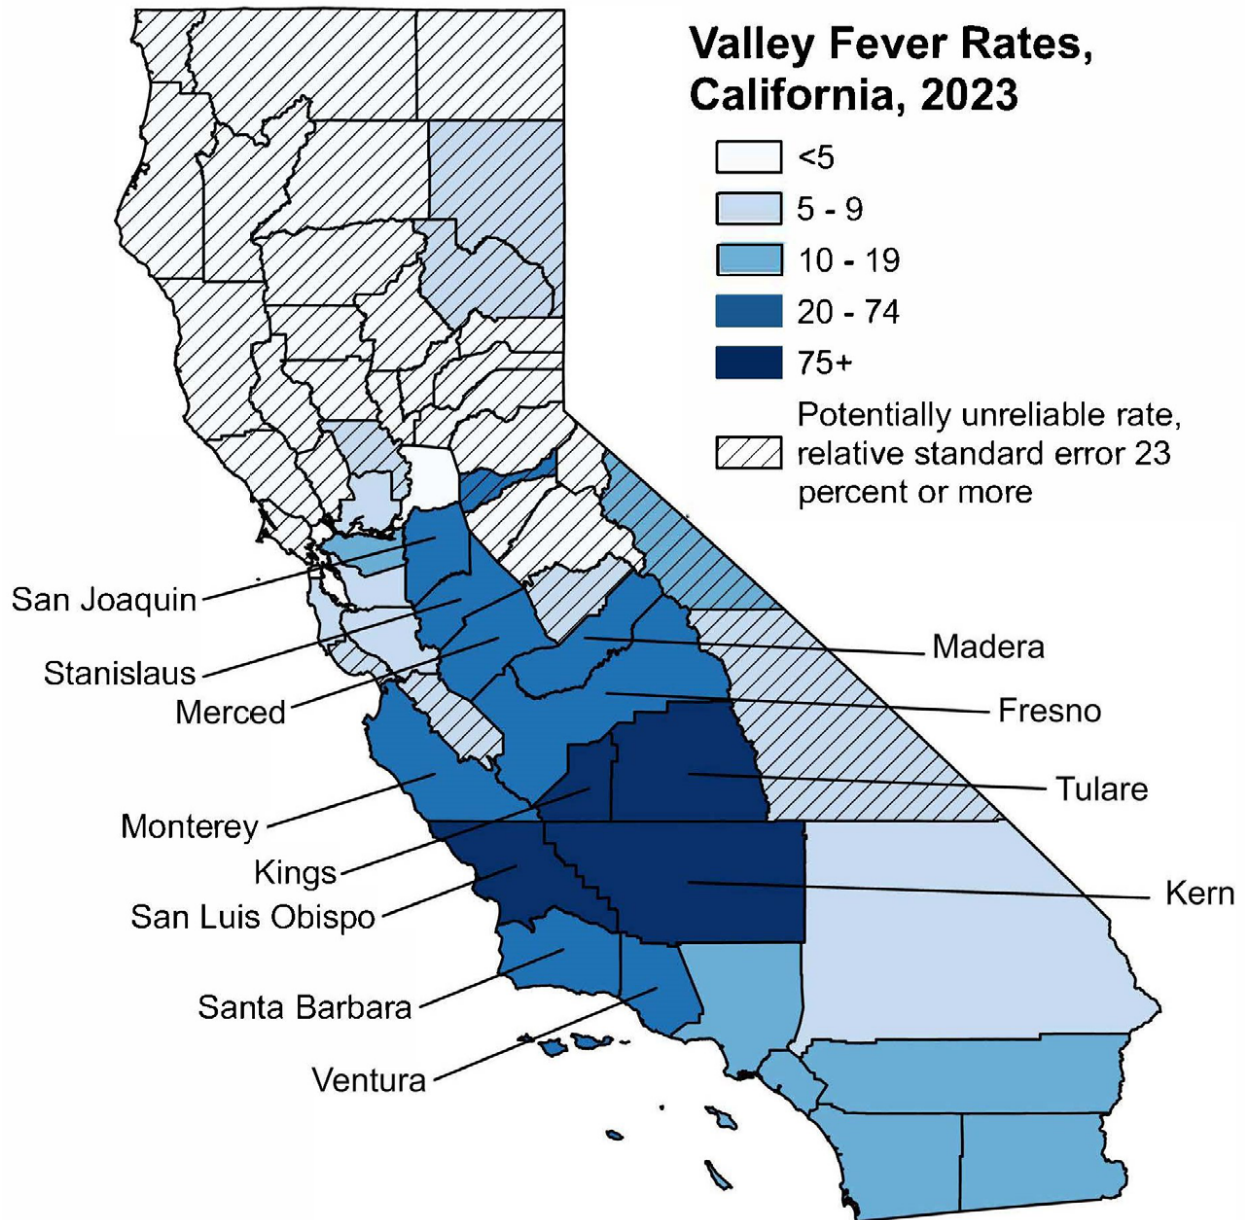 Valley Fever Rates,
California, 2023
<5
5 - 9
10 - 19
20 - 74
75+
Potentially unreliable rate,
relative standard error 23
percent or more
San Joaquin
Stanislaus
Merced
Madera
Fresno
Tulare
Monterey
Kings
San Luis Obispo
Kern
Santa Barbara
Ventura